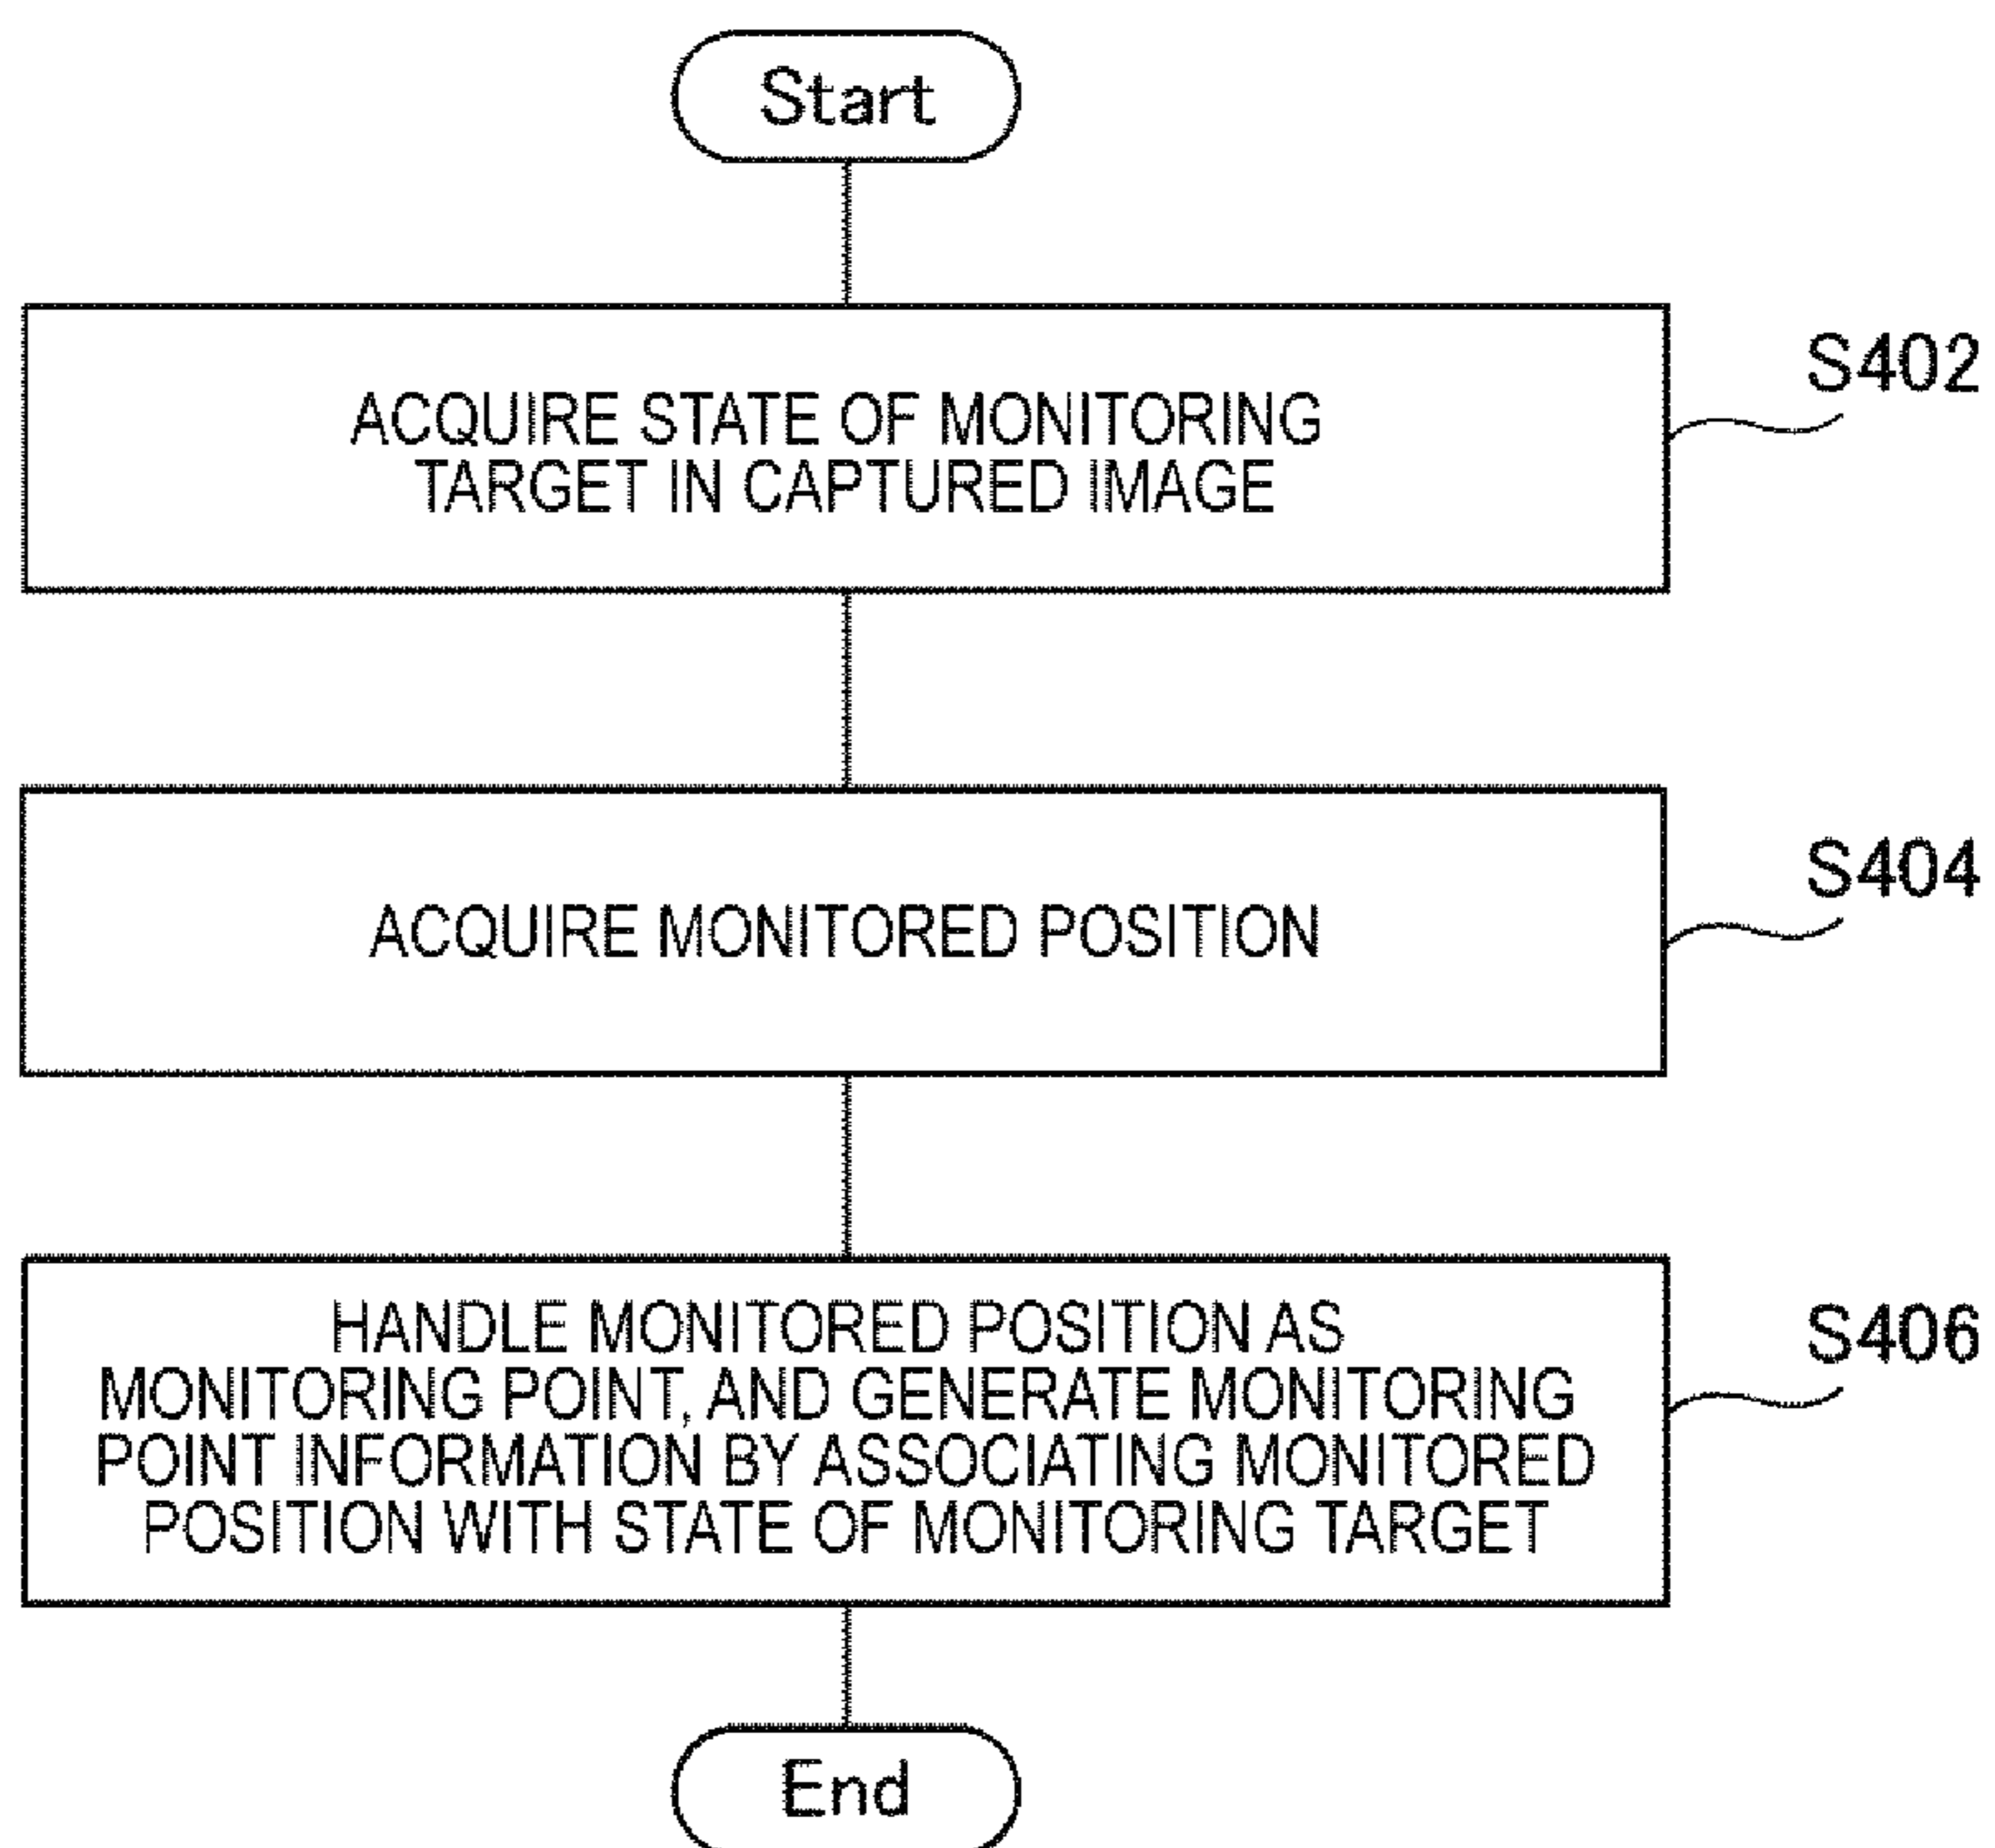 Start
ACQUIRE STATE OF MONITORING
TARGET IN CAPTURED IMAGE
S402
ACQUIRE MONITORED POSITION
S404
HANDLE MONITORED POSITION AS
MONITORING POINT, AND GENERATE MONITORING
POINT INFORMATION BY ASSOCIATING MONITORED
POSITION WITH STATE OF MONITORING TARGET
S406
End